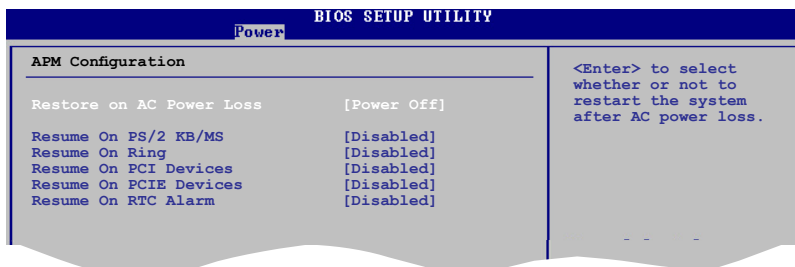 BIOS SETUP UTILITY
Power
APM Configuration
Restore on AC Power Loss [Power Off]
Resume On PS/2 KB/MS [Disabled]
Resume On Ring [Disabled]
Resume On PCI Devices [Disabled]
Resume On PCIE Devices [Disabled]
Resume On RTC Alarm [Disabled]
<Enter> to select
whether or not to
restart the system
after AC power loss.